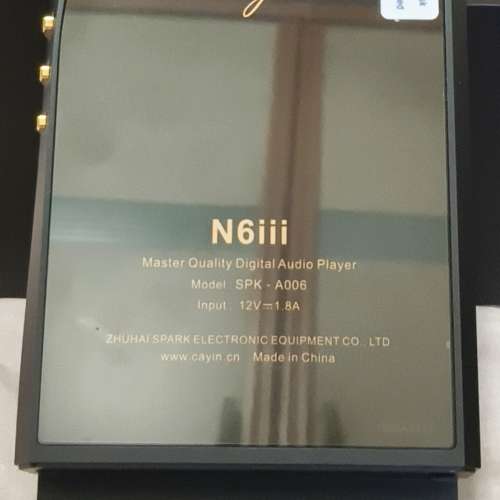 N6iii
Master Quality Digital Audio Player
Model: SPK - A006
Input: 12V⎓1.8A
ZHUHAI SPARK ELECTRONIC EQUIPMENT CO., LTD
www.cayin.cn Made in China